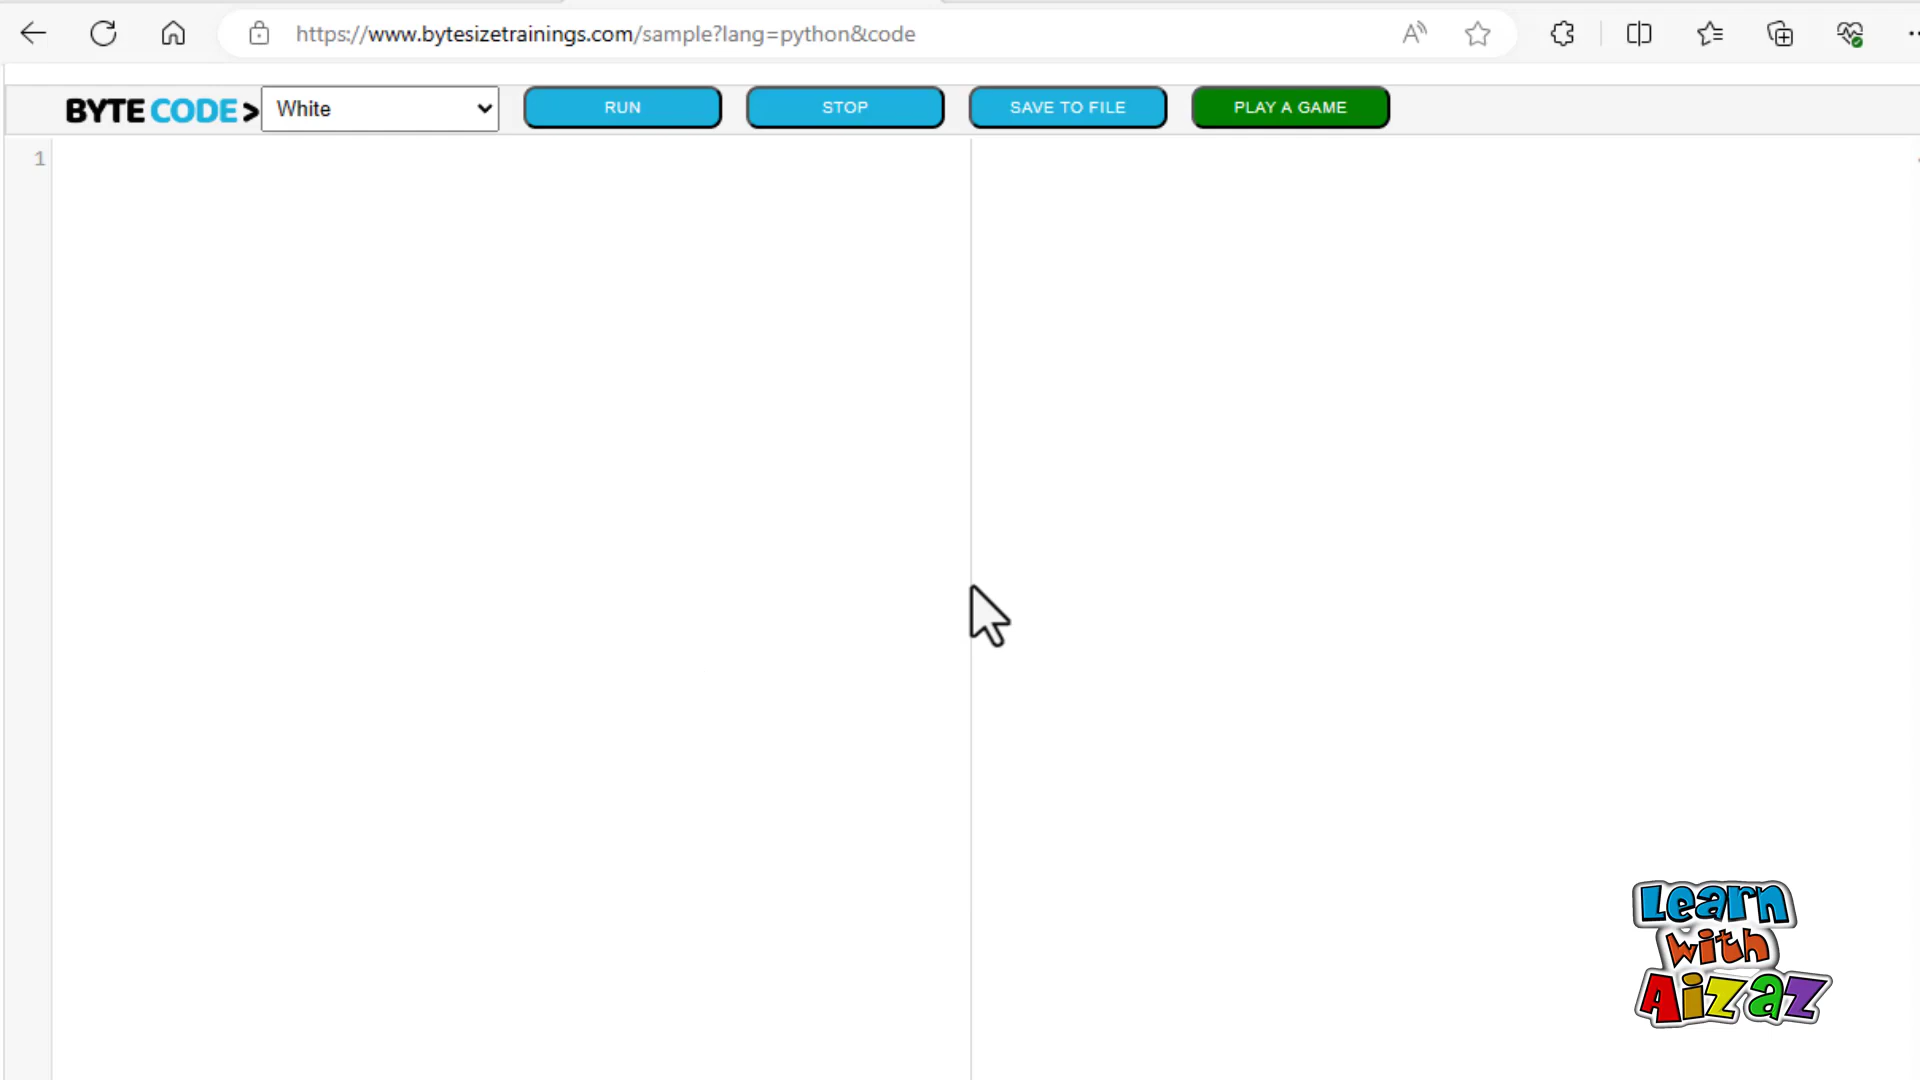 https://www.bytesizetrainings.com/sample?lang=python&code
BYTE CODE> White RUN STOP SAVE TO FILE PLAY A GAME
1
Learn
with
Aizaz